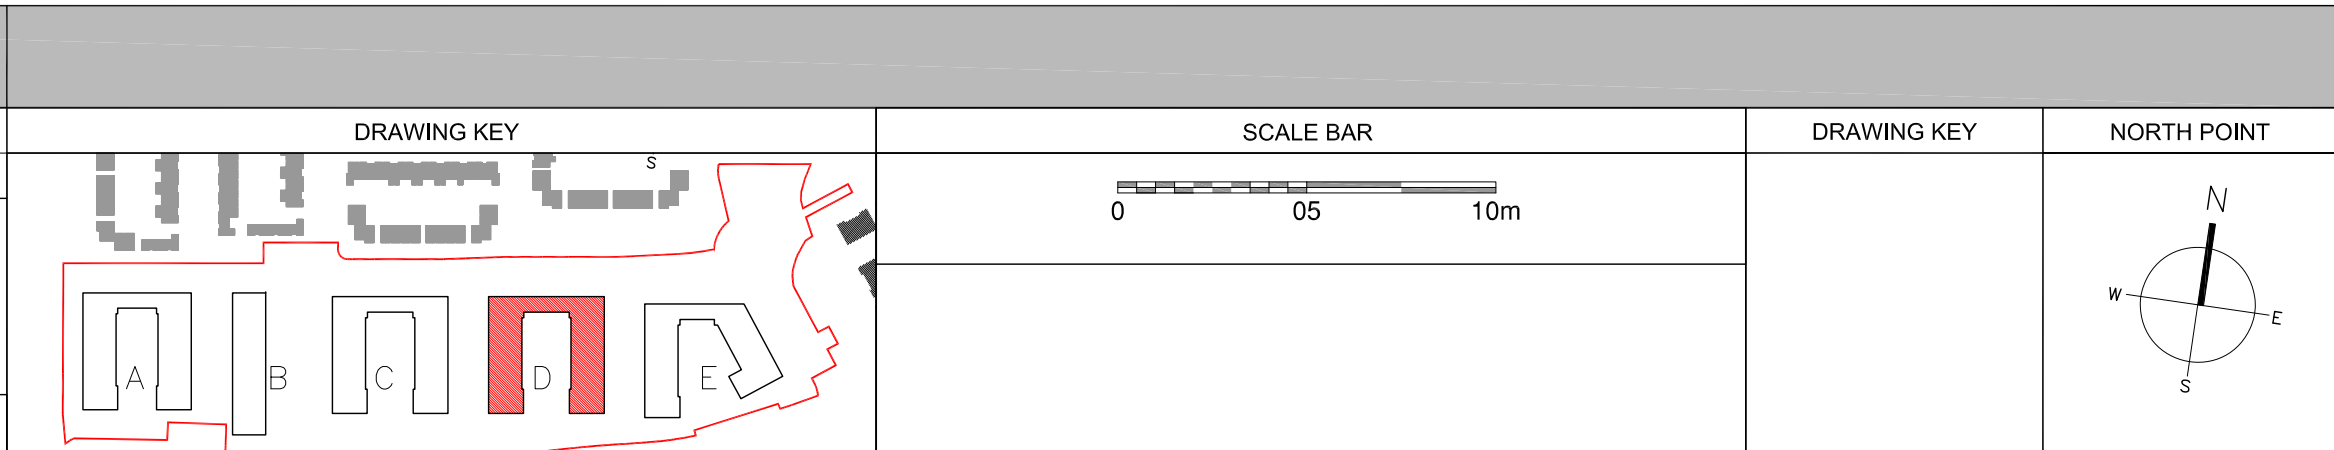 DRAWING KEY
SCALE BAR
DRAWING KEY
NORTH POINT
S
A
B
C
D
E
0 05 10m
N
W
E
S